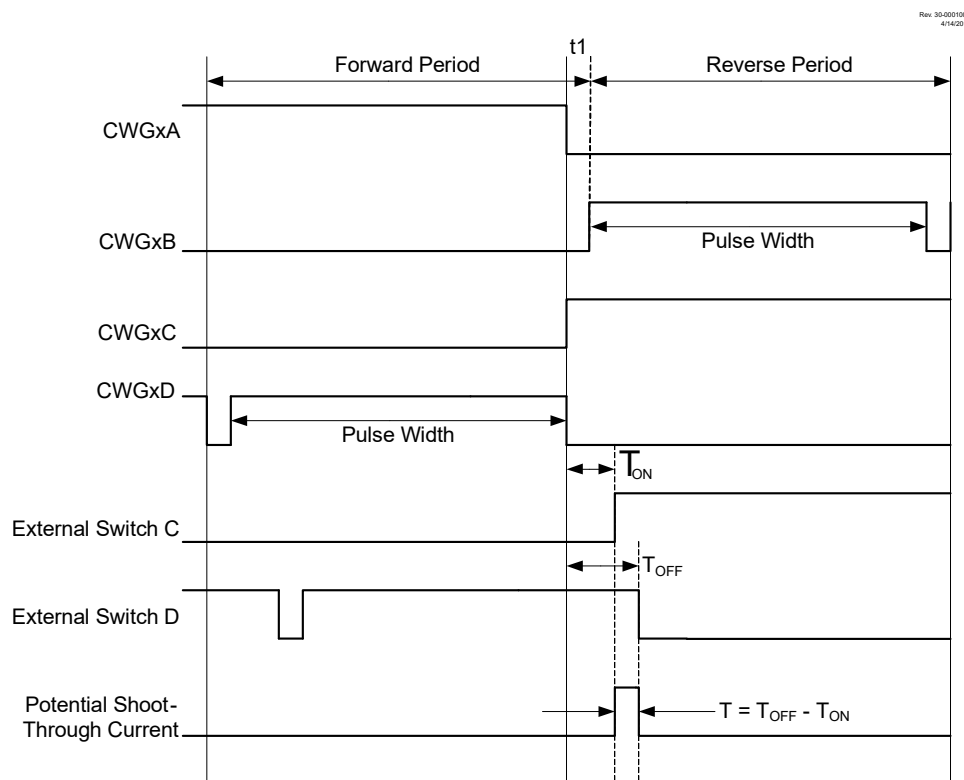 Rev. 30-00010
4/14/20
t1
Forward Period
Reverse Period
CWGxA
CWGxB
Pulse Width
CWGxC
CWGxD
Pulse Width
TON
External Switch C
TOFF
External Switch D
Potential Shoot-
Through Current
T = TOFF - TON